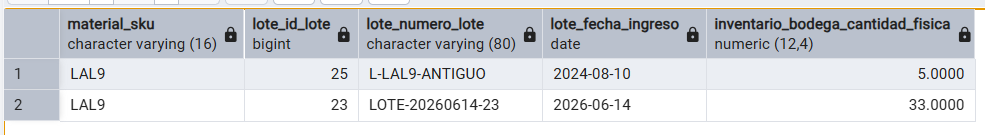 material_sku lote_id_lote lote_numero_lote lote_fecha_ingreso inventario_bodega_cantidad_fisica
character varying (16) bigint character varying (80) date numeric (12,4)
1 LAL9 25 L-LAL9-ANTIGUO 2024-08-10 5.0000
2 LAL9 23 LOTE-20260614-23 2026-06-14 33.0000